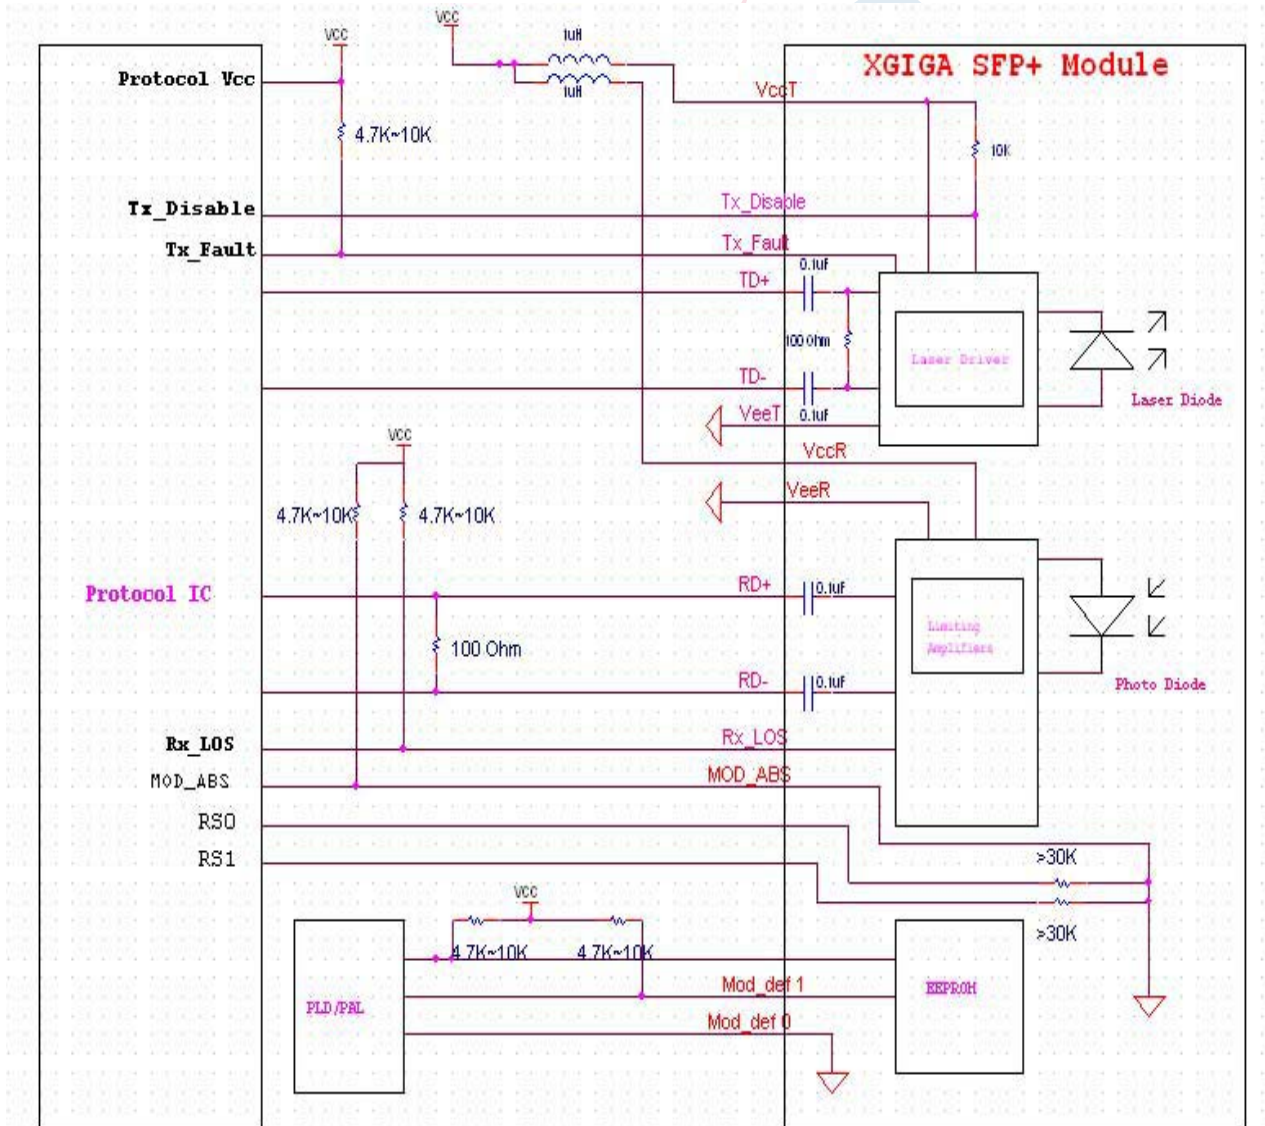 VCC
VCC
1uH
1uH
XGIGA SFP+ Module
Protocol Vcc
VccT
4.7K~10K
10K
Tx_Disable
Tx_Disable
Tx_Fault
Tx_Fault
0.1uF
TD+
100 Ohm
Laser Driver
TD-
Laser Diode
VeeT
0.1uF
VCC
VccR
VeeR
4.7K~10K
4.7K~10K
Protocol IC
RD+
0.1uF
Limiting
Amplifiers
100 Ohm
RD-
0.1uF
Photo Diode
Rx_LOS
Rx_LOS
MOD_ABS
MOD_ABS
RS0
RS1
>30K
VCC
>30K
4.7K~10K
4.7K~10K
Mod_def 1
EEPROM
PLD/PAL
Mod_def 0